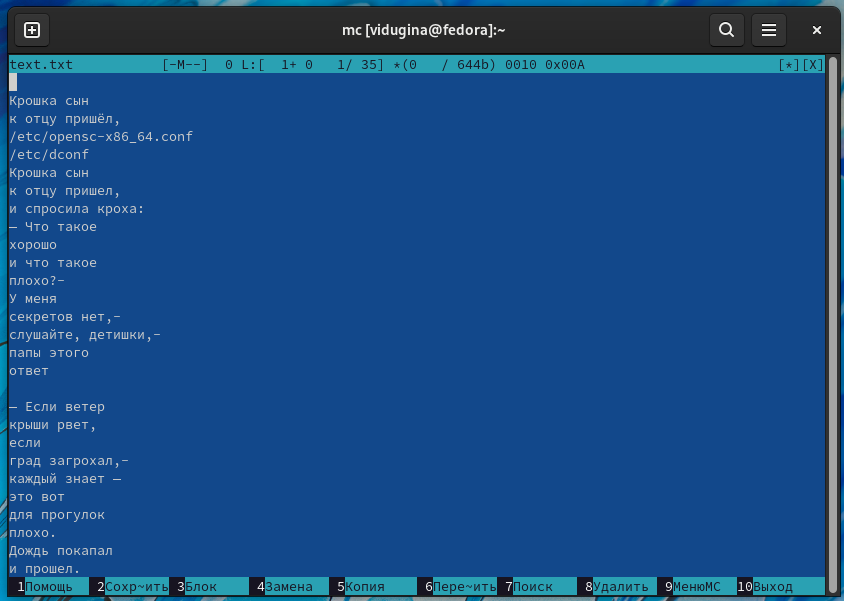 mc [vidugina@fedora]:~
text.txt [-M--] 0 L:[ 1+ 0 1/ 35] *(0 / 644b) 0010 0x00A [*][X]
Крошка сын
к отцу пришёл,
/etc/opensc-x86_64.conf
/etc/dconf
Крошка сын
к отцу пришел,
и спросила кроха:
— Что такое
хорошо
и что такое
плохо?-
У меня
секретов нет,-
слушайте, детишки,-
папы этого
ответ
— Если ветер
крыши рвет,
если
град загрохал,-
каждый знает —
это вот
для прогулок
плохо.
Дождь покапал
и прошел.
1Помощь 2Сохр~ить 3Блок 4Замена 5Копия 6Пере~ить 7Поиск 8Удалить 9МенюMC 10Выход